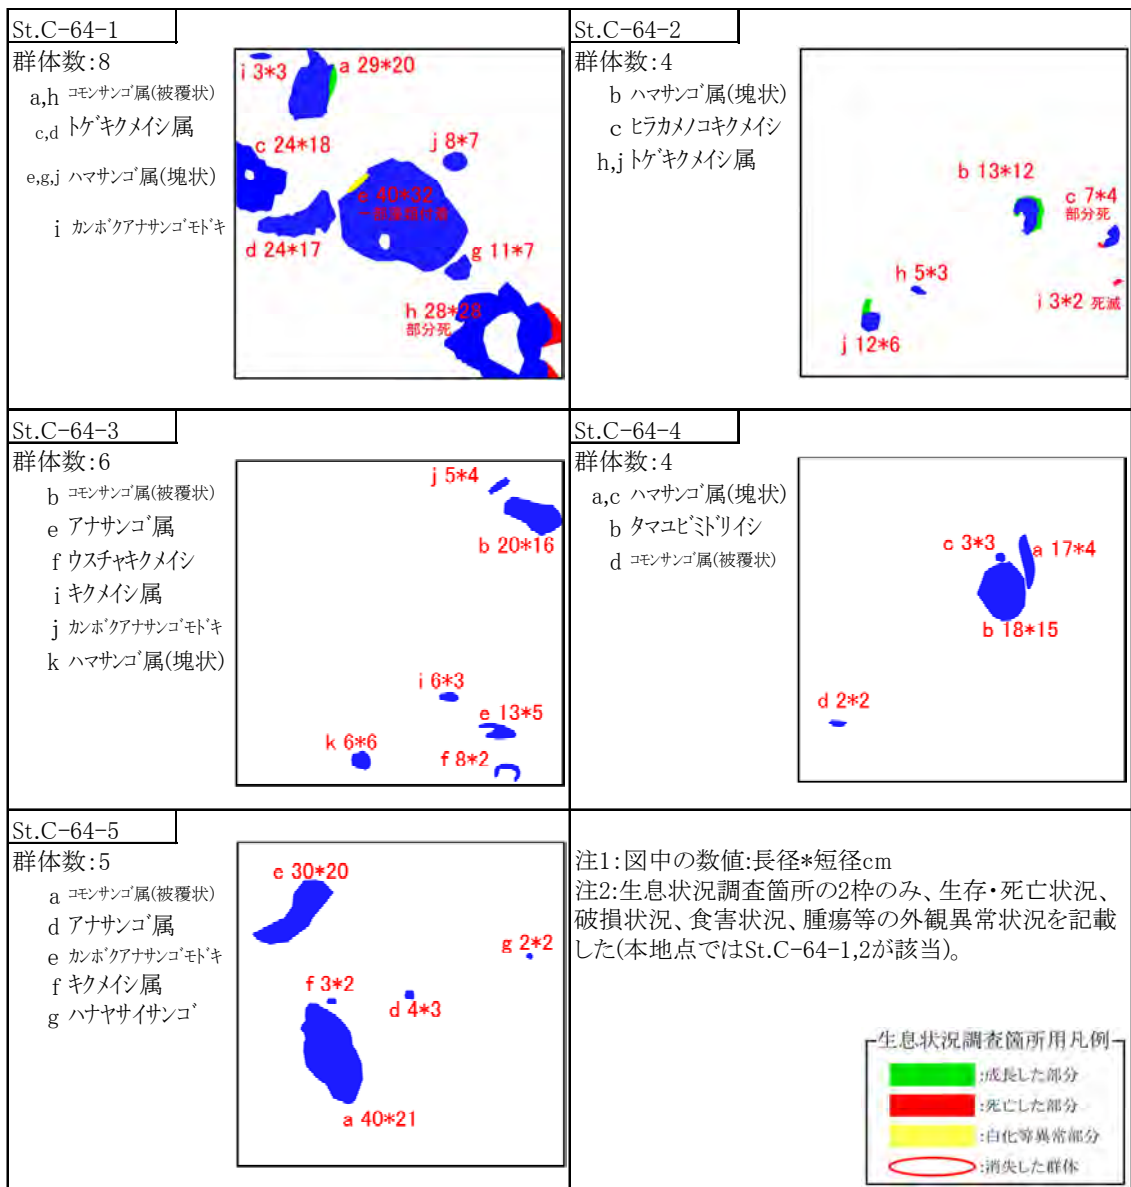 St.C-64-1
群体数:8
a,h コモンサンゴ属(被覆状)
c,d トゲキクメイシ属
e,g,j ハマサンゴ属(塊状)
i カンボクアナサンゴモドキ
i 3*3
a 29*20
c 24*18
j 8*7
e 40*32
d 24*17
g 11*7
h 28*28
部分死
St.C-64-2
群体数:4
b ハマサンゴ属(塊状)
c ヒラカメノコキクメイシ
h,j トゲキクメイシ属
b 13*12
c 7*4
部分死
h 5*3
i 3*2 死滅
j 12*6
St.C-64-3
群体数:6
b コモンサンゴ属(被覆状)
e アナサンゴ属
f ウスチャキクメイシ
i キクメイシ属
j カンボクアナサンゴモドキ
k ハマサンゴ属(塊状)
j 5*4
b 20*16
i 6*3
e 13*5
k 6*6
f 8*2
St.C-64-4
群体数:4
a,c ハマサンゴ属(塊状)
b タマユビミドリイシ
d コモンサンゴ属(被覆状)
c 3*3
a 17*4
b 18*15
d 2*2
St.C-64-5
群体数:5
a コモンサンゴ属(被覆状)
d アナサンゴ属
e カンボクアナサンゴモドキ
f キクメイシ属
g ハナヤサイサンゴ
e 30*20
g 2*2
f 3*2
d 4*3
a 40*21
注1:図中の数値:長径*短径cm
注2:生息状況調査箇所の2枠のみ、生存・死亡状況、
破損状況、食害状況、腫瘍等の外観異常状況を記載
した(本地点ではSt.C-64-1,2が該当)。
生息状況調査箇所用凡例
:成長した部分
:死亡した部分
:白化等異常部分
:消失した群体